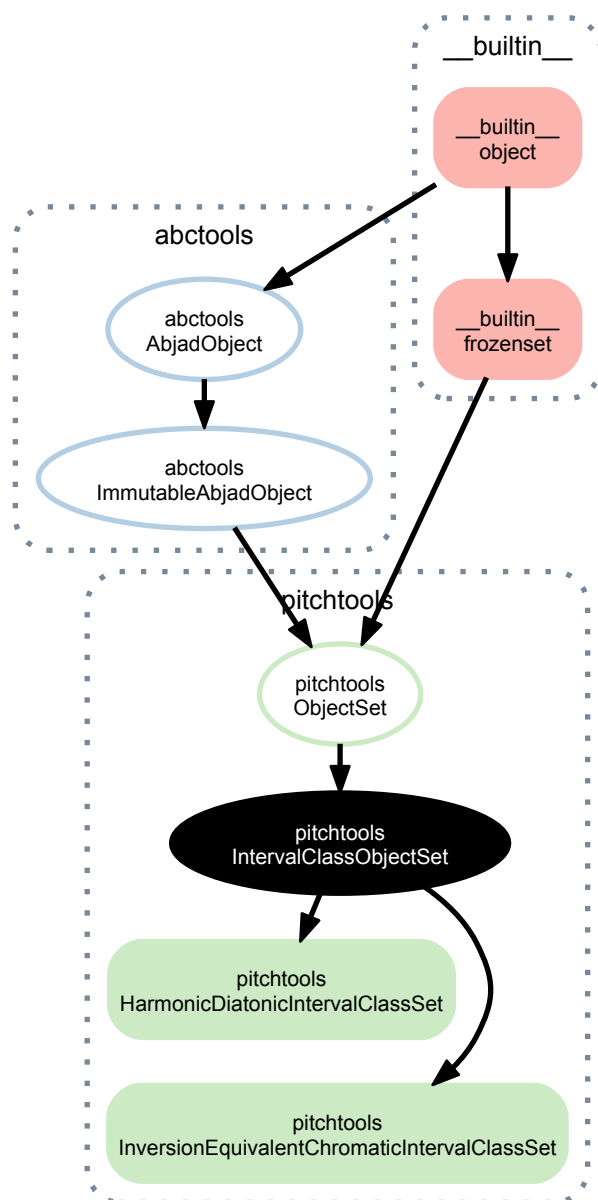 __builtin__
__builtin__
object
abctools
abctools
AbjadObject
__builtin__
frozenset
abctools
ImmutableAbjadObject
pitchtools
pitchtools
ObjectSet
pitchtools
IntervalClassObjectSet
pitchtools
HarmonicDiatonicIntervalClassSet
pitchtools
InversionEquivalentChromaticIntervalClassSet